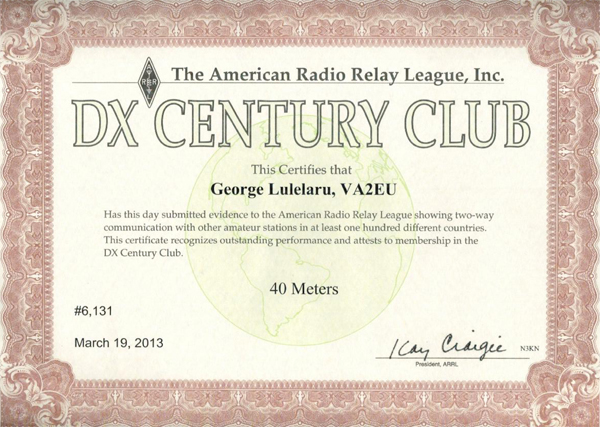 The American Radio Relay League, Inc.
DX CENTURY CLUB
This Certifies that
George Lulelaru, VA2EU
Has this day submitted evidence to the American Radio Relay League showing two-way
communication with other amateur stations in at least one hundred different countries.
This certificate recognizes outstanding performance and attests to membership in the
DX Century Club.
40 Meters
#6,131
March 19, 2013
Kay Craigie N3KN
President, ARRL